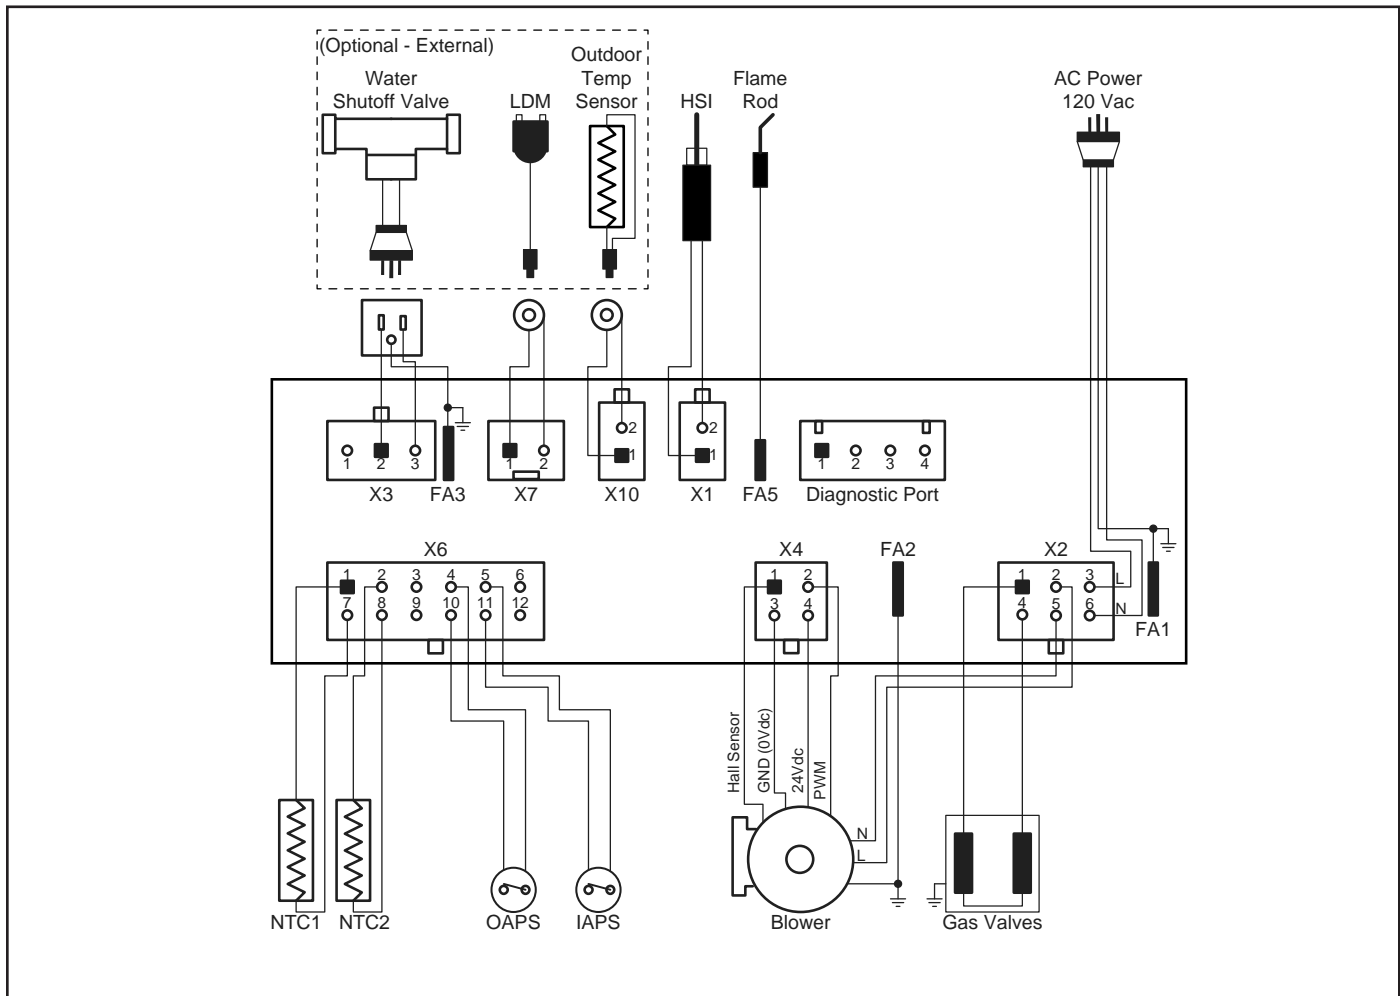 (Optional - External)
Water
Shutoff Valve
LDM
Outdoor
Temp
Sensor
HSI
Flame
Rod
AC Power
120 Vac
1
2
3
X3
FA3
1
2
X7
2
1
X10
2
1
X1
FA5
1
2
3
4
Diagnostic Port
X6
1
2
3
4
5
6
7
8
9
10
11
12
X4
1
2
3
4
FA2
X2
1
2
3
L
4
5
6
N
FA1
Hall Sensor
GND (0Vdc)
24Vdc
PWM
N
L
NTC1
NTC2
OAPS
IAPS
Blower
Gas Valves